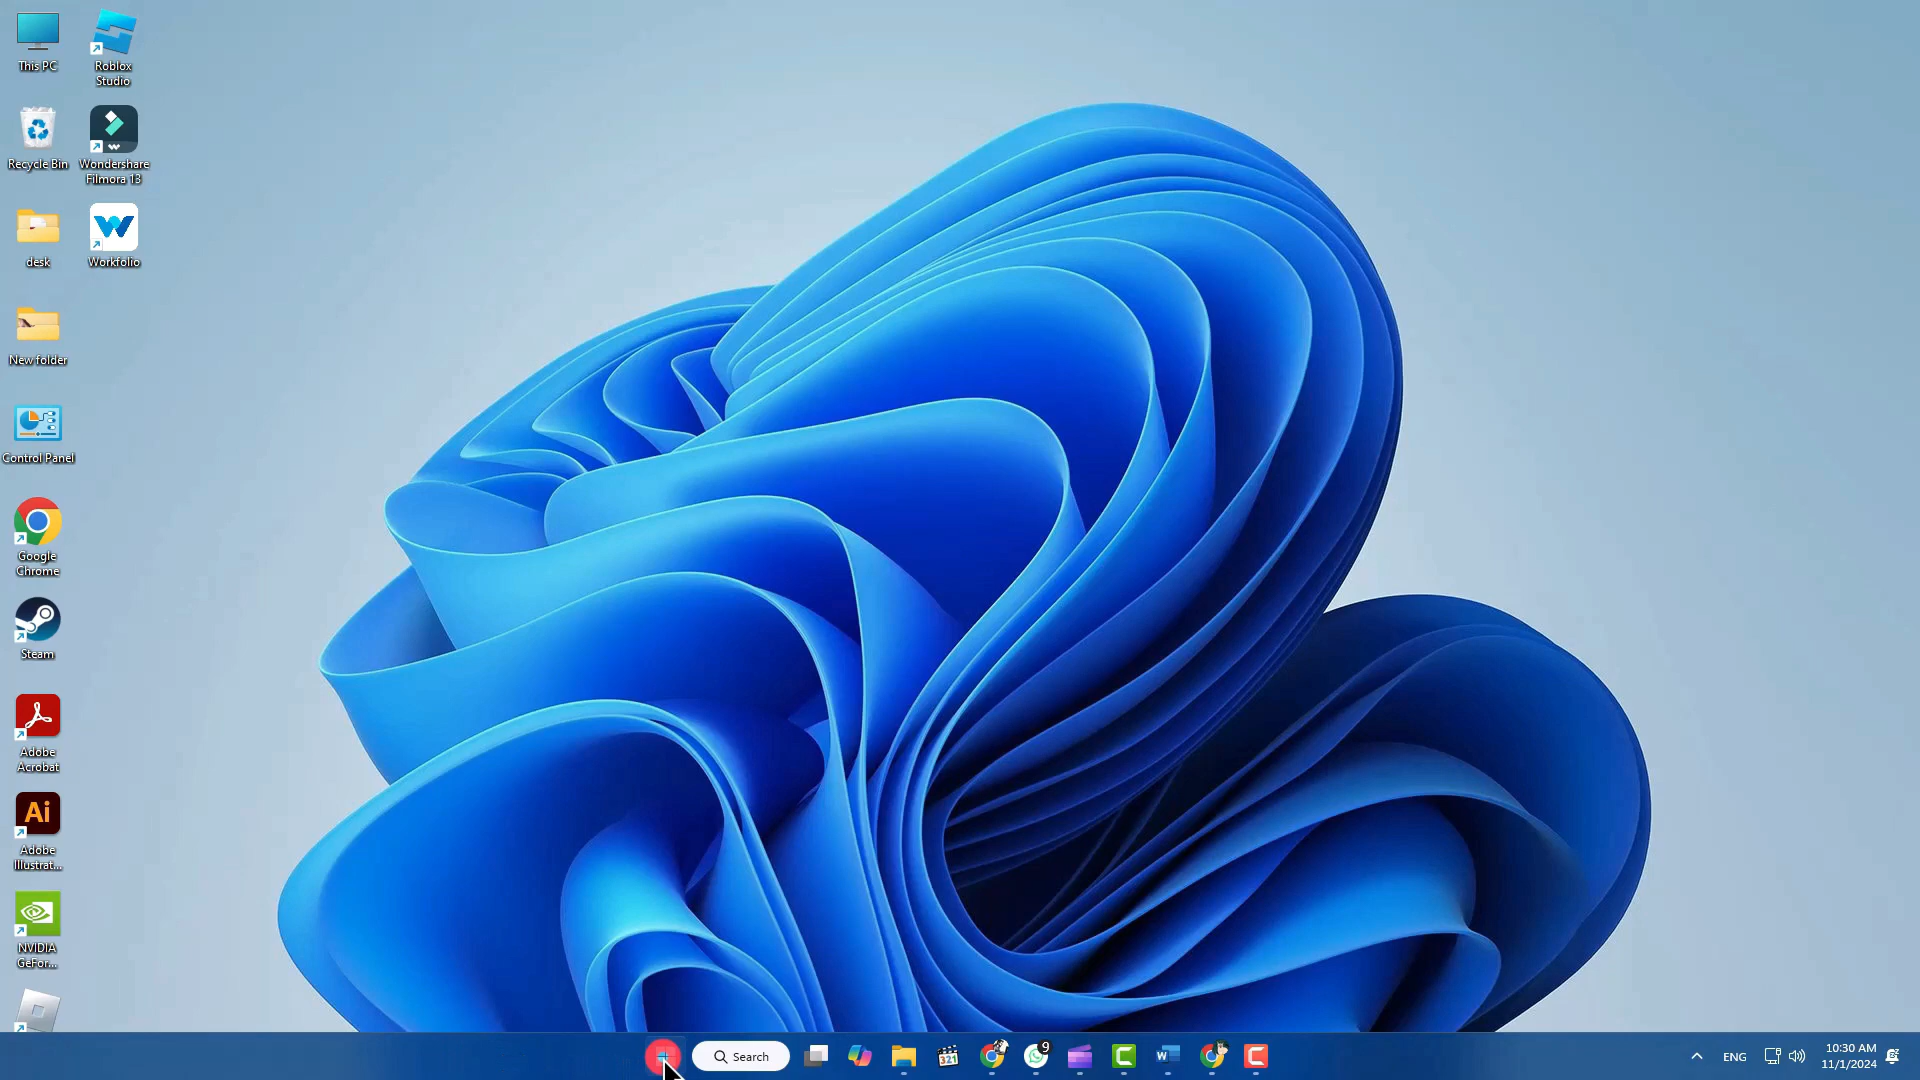 This PC
Roblox
Studio
Recycle Bin
Wondershare
Filmora 13
desk
W
Workfolio
New folder
Control Panel
Google
Chrome
Steam
Adobe
Acrobat
Ai
Adobe
Illustrat...
NVIDIA
GeFor...
Search
321
9
W
ENG
10:30 AM
11/1/2024